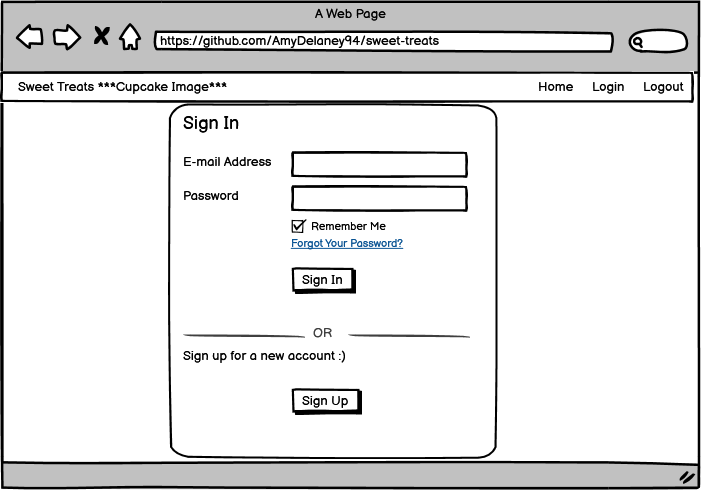 A Web Page
https://github.com/AmyDelaney94/sweet-treats
Sweet Treats ***Cupcake Image*** Home Login Logout
Sign In
E-mail Address
Password
Remember Me
Forgot Your Password?
Sign In
OR
Sign up for a new account :)
Sign Up